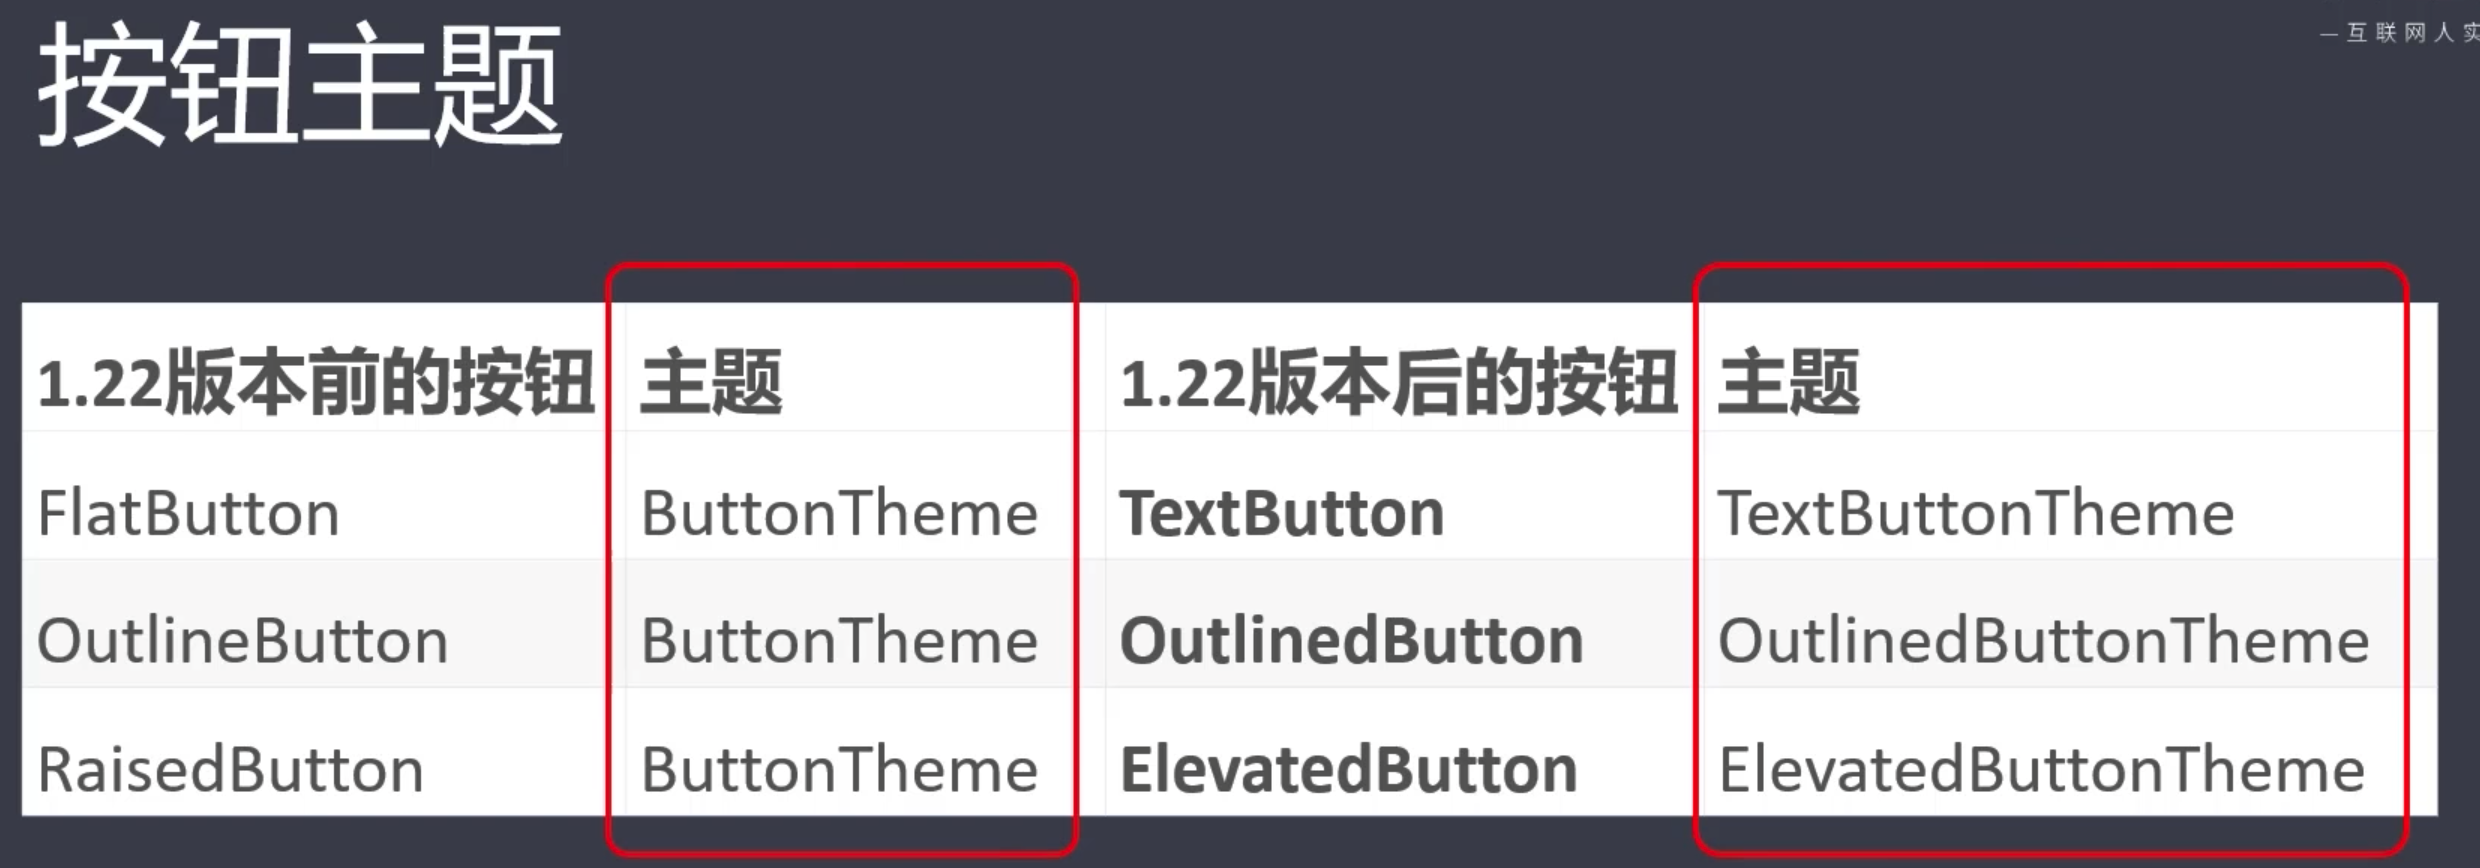 按钮主题
—互联网人实
1.22版本前的按钮 主题 1.22版本后的按钮 主题
FlatButton ButtonTheme TextButton TextButtonTheme
OutlineButton ButtonTheme OutlinedButton OutlinedButtonTheme
RaisedButton ButtonTheme ElevatedButton ElevatedButtonTheme